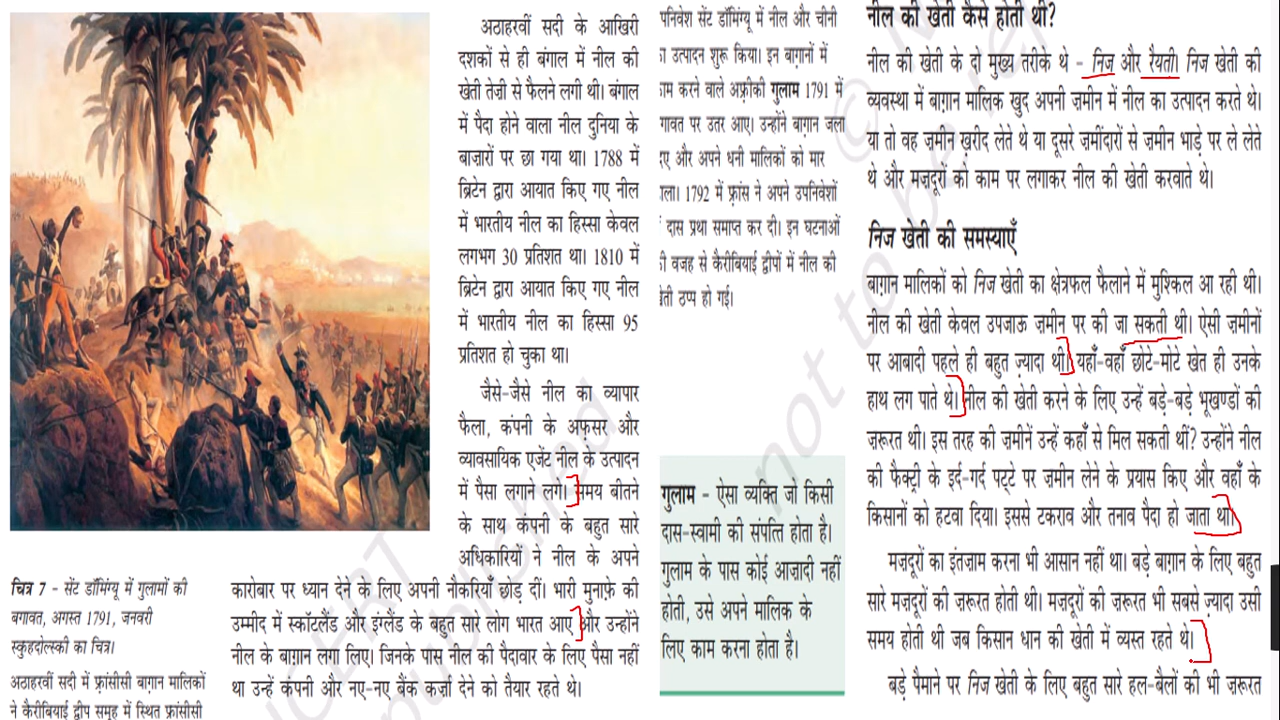 अठाहरवीं सदी के आखिरी
दशकों से ही बंगाल में नील की
खेती तेज़ी से फैलने लगी थी। बंगाल
में पैदा होने वाला नील दुनिया के
बाज़ारों पर छा गया था। 1788 में
ब्रिटेन द्वारा आयात किए गए नील
में भारतीय नील का हिस्सा केवल
लगभग 30 प्रतिशत था। 1810 में
ब्रिटेन द्वारा आयात किए गए नील
में भारतीय नील का हिस्सा 95
प्रतिशत हो चुका था।
जैसे-जैसे नील का व्यापार
फैला, कंपनी के अफ़सर और
व्यावसायिक एजेंट नील के उत्पादन
में पैसा लगाने लगे। समय बीतने
के साथ कंपनी के बहुत सारे
अधिकारियों ने नील के अपने
कारोबार पर ध्यान देने के लिए अपनी नौकरियाँ छोड़ दीं। भारी मुनाफ़े की
उम्मीद में स्कॉटलैंड और इंग्लैंड के बहुत सारे लोग भारत आए और उन्होंने
नील के बाग़ान लगा लिए। जिनके पास नील की पैदावार के लिए पैसा नहीं
था उन्हें कंपनी और नए-नए बैंक कर्ज़ा देने को तैयार रहते थे।
चित्र 7 - सेंट डॉमिंग्यू में गुलामों की
बगावत, अगस्त 1791, जनवरी
स्कुहदोल्स्की का चित्र।
अठाहरवीं सदी में फ़्रांसीसी बाग़ान मालिकों
ने कैरीबियाई द्वीप समूह में स्थित फ़्रांसीसी
पनिवेश सेंट डॉमिंग्यू में नील और चीनी
ा उत्पादन शुरू किया। इन बाग़ानों में
ाम करने वाले अफ़्रीकी गुलाम 1791 में
गावत पर उतर आए। उन्होंने बाग़ान जला
िए और अपने धनी मालिकों को मार
ाला। 1792 में फ़्रांस ने अपने उपनिवेशों
दास प्रथा समाप्त कर दी। इन घटनाओं
ी वजह से कैरीबियाई द्वीपों में नील की
ेती ठप्प हो गई।
गुलाम - ऐसा व्यक्ति जो किसी
दास-स्वामी की संपत्ति होता है।
गुलाम के पास कोई आज़ादी नहीं
होती, उसे अपने मालिक के
लिए काम करना होता है।
नील की खेती कैसे होती थी?
नील की खेती के दो मुख्य तरीके थे - निज और रैयती। निज खेती की
व्यवस्था में बाग़ान मालिक खुद अपनी ज़मीन में नील का उत्पादन करते थे।
या तो वह ज़मीन ख़रीद लेते थे या दूसरे ज़मींदारों से ज़मीन भाड़े पर ले लेते
थे और मज़दूरों को काम पर लगाकर नील की खेती करवाते थे।
निज खेती की समस्याएँ
बाग़ान मालिकों को निज खेती का क्षेत्रफल फैलाने में मुश्किल आ रही थी।
नील की खेती केवल उपजाऊ ज़मीन पर की जा सकती थी। ऐसी ज़मीनों
पर आबादी पहले ही बहुत ज़्यादा थी। यहाँ-वहाँ छोटे-मोटे खेत ही उनके
हाथ लग पाते थे। नील की खेती करने के लिए उन्हें बड़े-बड़े भूखण्डों की
ज़रूरत थी। इस तरह की ज़मीनें उन्हें कहाँ से मिल सकती थीं? उन्होंने नील
की फैक्ट्री के इर्द-गिर्द पट्टे पर ज़मीन लेने के प्रयास किए और वहाँ के
किसानों को हटवा दिया। इससे टकराव और तनाव पैदा हो जाता था।
मज़दूरों का इंतज़ाम करना भी आसान नहीं था। बड़े बाग़ान के लिए बहुत
सारे मज़दूरों की ज़रूरत होती थी। मज़दूरों की ज़रूरत भी सबसे ज़्यादा उसी
समय होती थी जब किसान धान की खेती में व्यस्त रहते थे।
बड़े पैमाने पर निज खेती के लिए बहुत सारे हल-बैलों की भी ज़रूरत
© N
not to be re
NCERT
republished